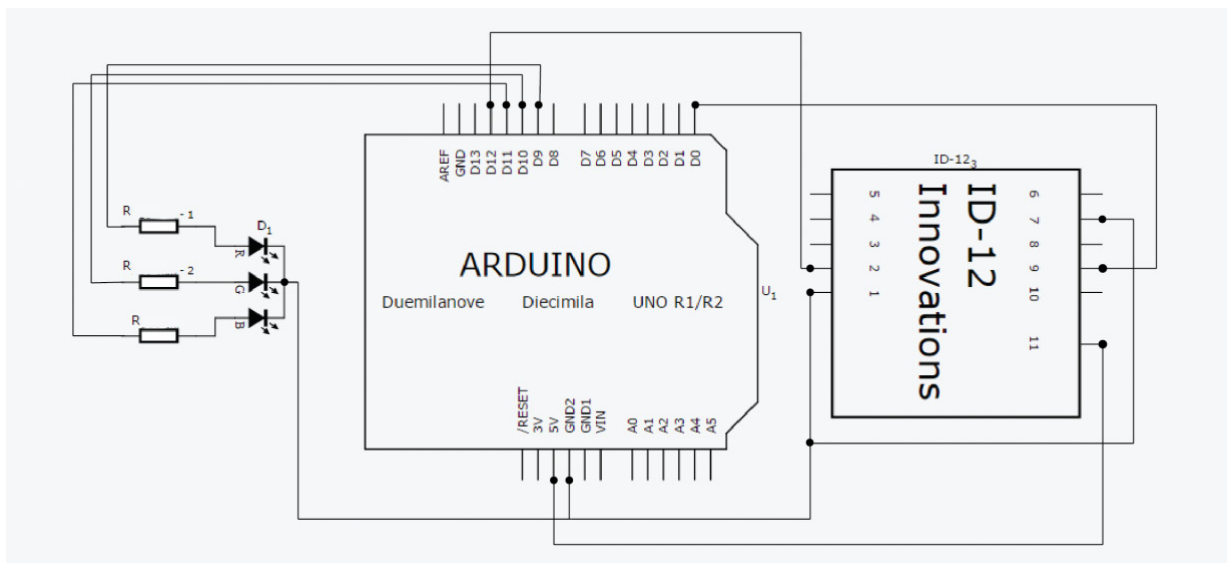 AREF
GND
D13
D12
D11
D10
D9
D8
D7
D6
D5
D4
D3
D2
D1
D0
ID-12₃
R - 1
D₁
R
R - 2
G
R
B
ARDUINO
Duemilanove Diecimila UNO R1/R2
U₁
/RESET
3V
5V
GND2
GND1
VIN
A0
A1
A2
A3
A4
A5
5
4
3
2
1
ID-12
Innovations
6
7
8
9
10
11